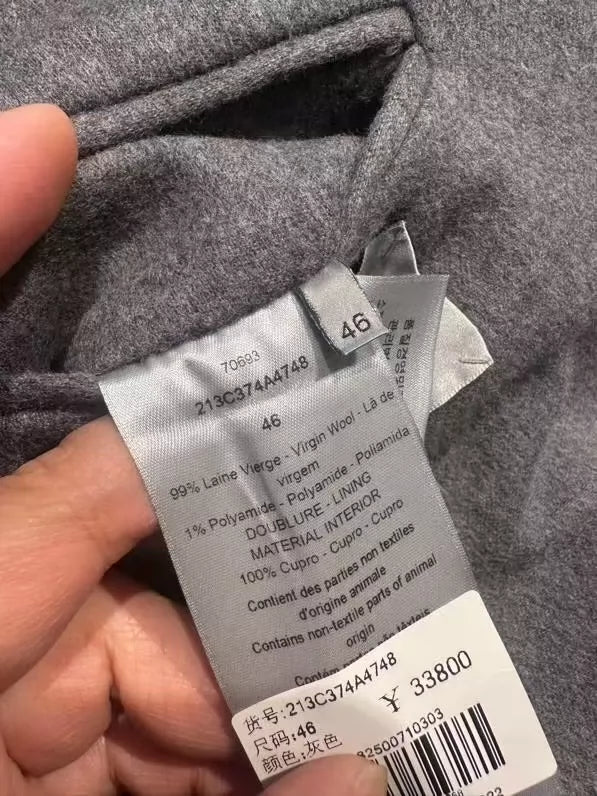 46
70693
213C374A4748
46
99% Laine Vierge - Virgin Wool - Lã de
virgem
1% Polyamide - Polyamide - Poliamida
DOUBLURE - LINING
MATERIAL INTERIOR
100% Cupro - Cupro - Cupro
Contient des parties non textiles
d'origine animale
Contains non-textile parts of animal
origin
货号:213C374A4748
¥ 33800
尺码:46
颜色:灰色
82500710303